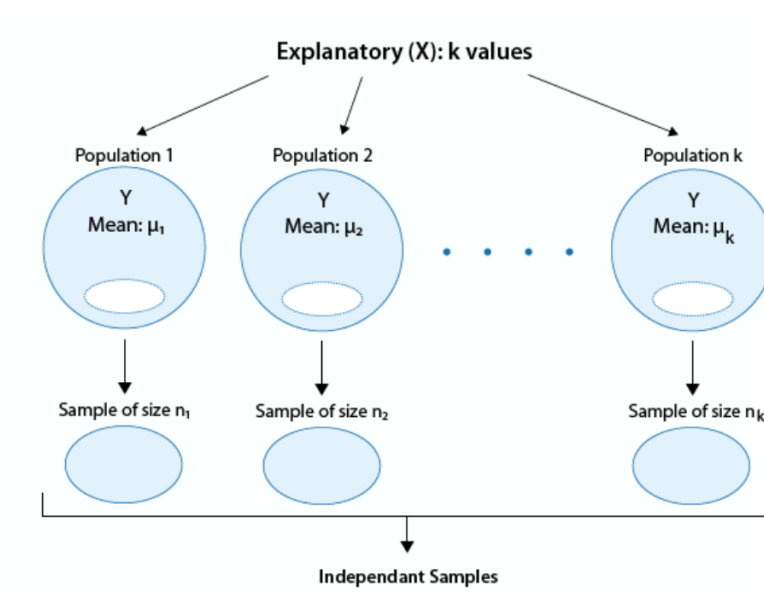 Explanatory (X): k values
Population 1
Population 2
Population k
Y
Mean: μ₁
Y
Mean: μ₂
Y
Mean: μk
Sample of size n₁
Sample of size n₂
Sample of size nk
Independant Samples